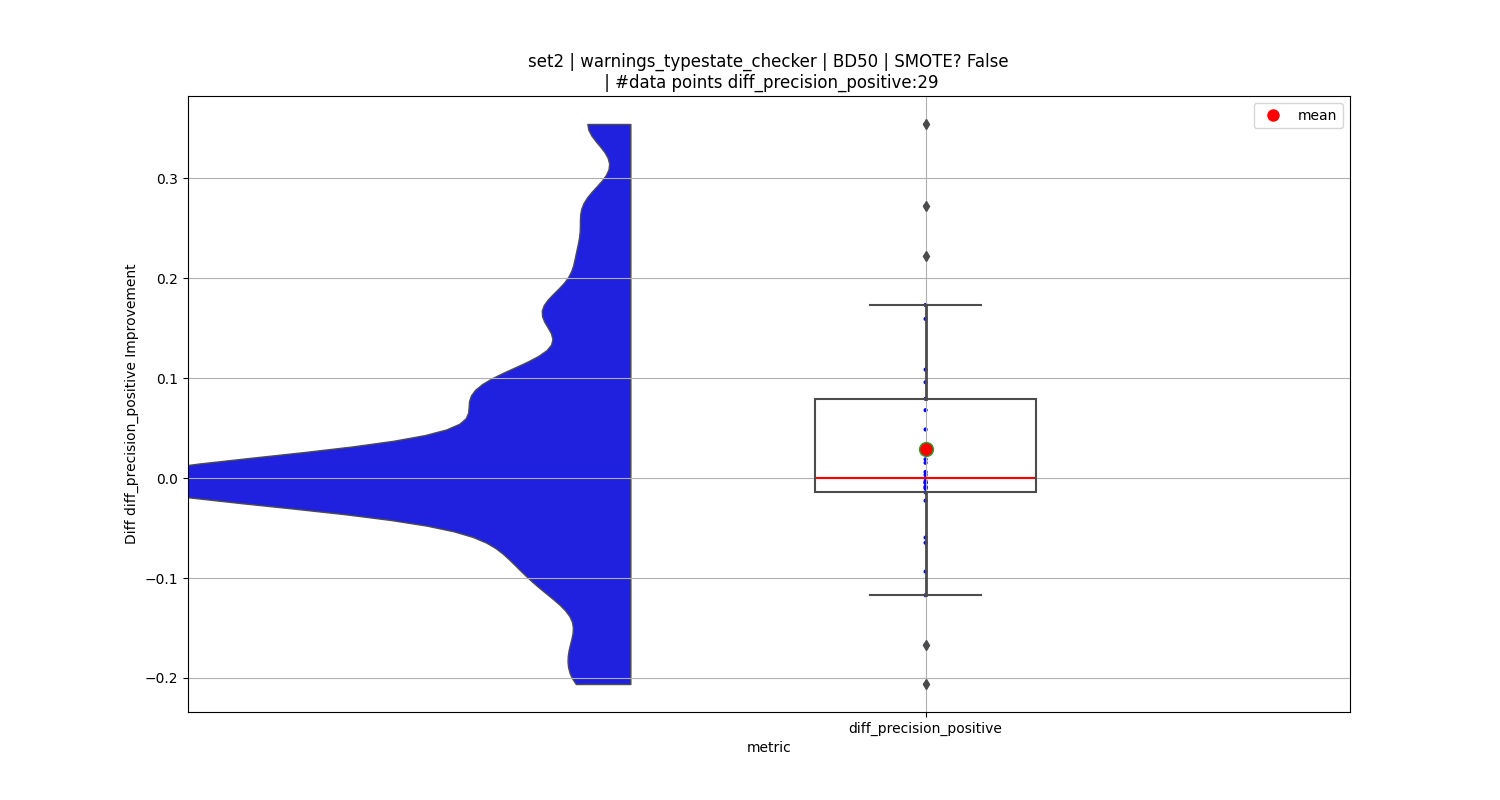 set2 | warnings_typestate_checker | BD50 | SMOTE? False
| #data points diff_precision_positive:29
mean
0.3
0.2
0.1
0.0
−0.1
−0.2
Diff diff_precision_positive Improvement
diff_precision_positive
metric